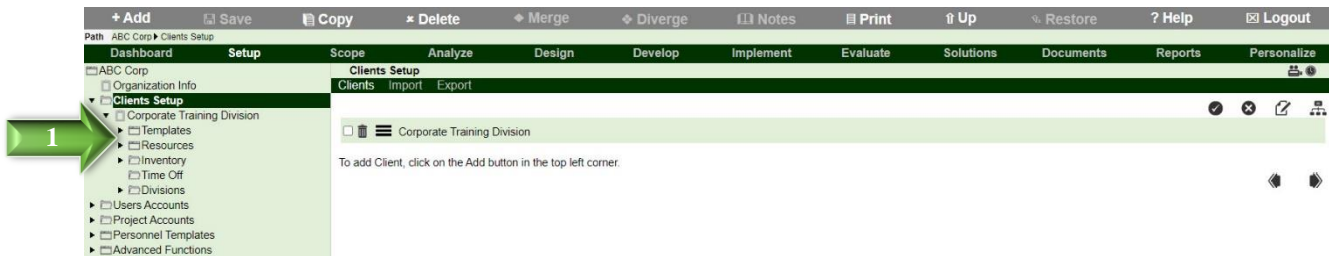 + Add Save Copy × Delete Merge Diverge Notes Print Up Restore ? Help Logout
Path ABC Corp Clients Setup
Dashboard Setup Scope Analyze Design Develop Implement Evaluate Solutions Documents Reports Personalize
ABC Corp
Organization Info
Clients Setup
Corporate Training Division
Templates
Resources
Inventory
Time Off
Divisions
Users Accounts
Project Accounts
Personnel Templates
Advanced Functions
1
Clients Setup
Clients Import Export
Corporate Training Division
To add Client, click on the Add button in the top left corner.